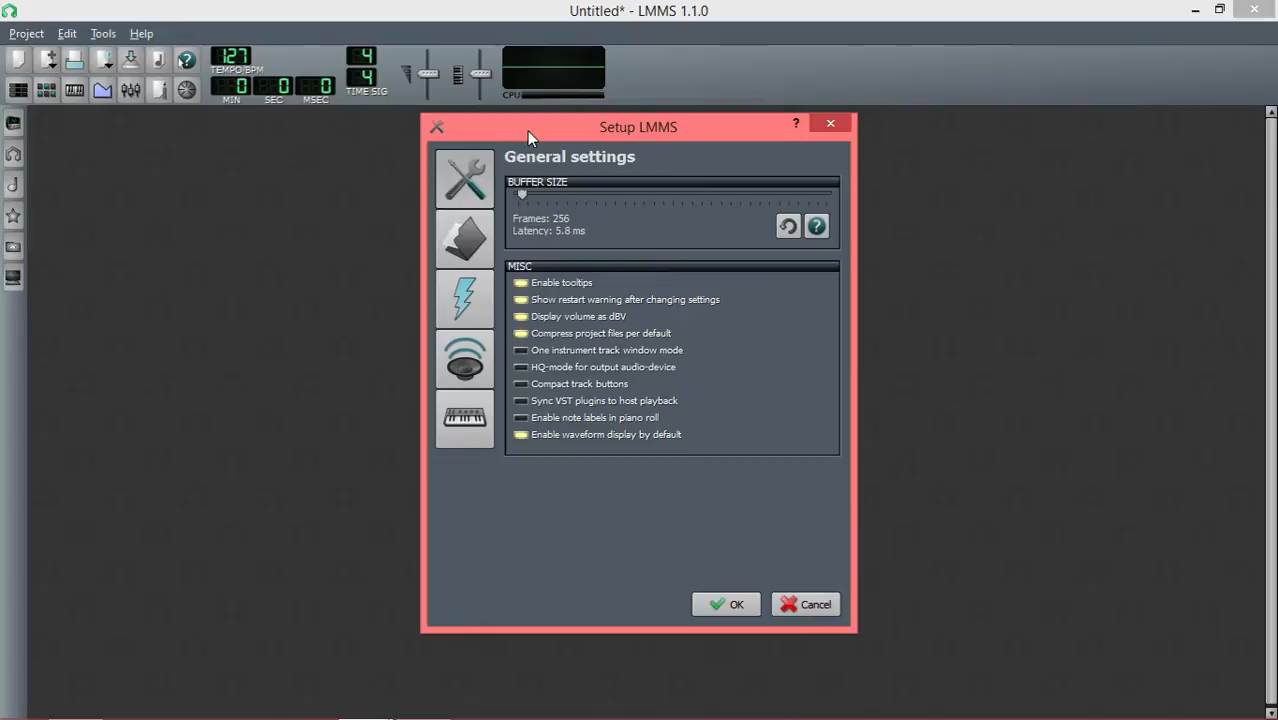 Untitled* - LMMS 1.1.0
Project Edit Tools Help
127
TEMPO/BPM
4
4
TIME SIG
0 0 0
MIN SEC MSEC
CPU
Setup LMMS
?
General settings
BUFFER SIZE
Frames: 256
Latency: 5.8 ms
MISC
Enable tooltips
Show restart warning after changing settings
Display volume as dBV
Compress project files per default
One instrument track window mode
HQ-mode for output audio-device
Compact track buttons
Sync VST plugins to host playback
Enable note labels in piano roll
Enable waveform display by default
OK Cancel